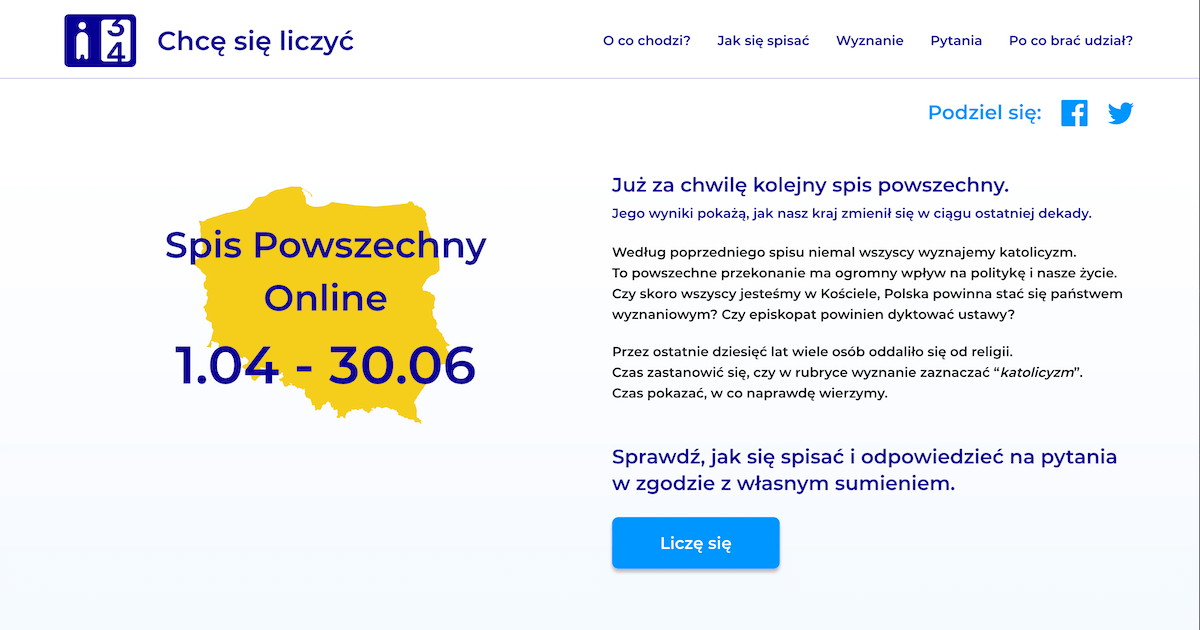 3
4
Chcę się liczyć
O co chodzi? Jak się spisać Wyznanie Pytania Po co brać udział?
Podziel się:
Spis Powszechny
Online
1.04 - 30.06
Już za chwilę kolejny spis powszechny.
Jego wyniki pokażą, jak nasz kraj zmienił się w ciągu ostatniej dekady.
Według poprzedniego spisu niemal wszyscy wyznajemy katolicyzm.
To powszechne przekonanie ma ogromny wpływ na politykę i nasze życie.
Czy skoro wszyscy jesteśmy w Kościele, Polska powinna stać się państwem
wyznaniowym? Czy episkopat powinien dyktować ustawy?
Przez ostatnie dziesięć lat wiele osób oddaliło się od religii.
Czas zastanowić się, czy w rubryce wyznanie zaznaczać “katolicyzm”.
Czas pokazać, w co naprawdę wierzymy.
Sprawdź, jak się spisać i odpowiedzieć na pytania
w zgodzie z własnym sumieniem.
Liczę się